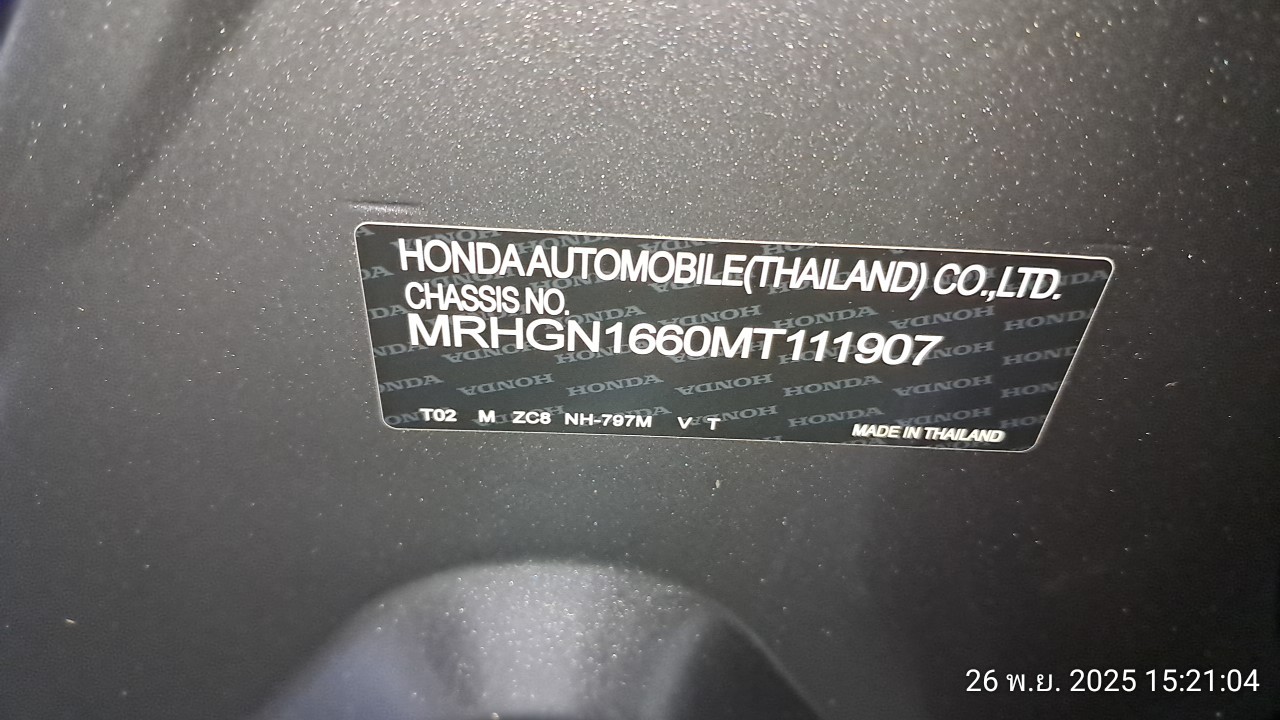 HONDA AUTOMOBILE(THAILAND) CO.,LTD.
CHASSIS NO.
MRHGN1660MT111907
T02 M ZC8 NH-797M V T
MADE IN THAILAND
26 พ.ย. 2025 15:21:04